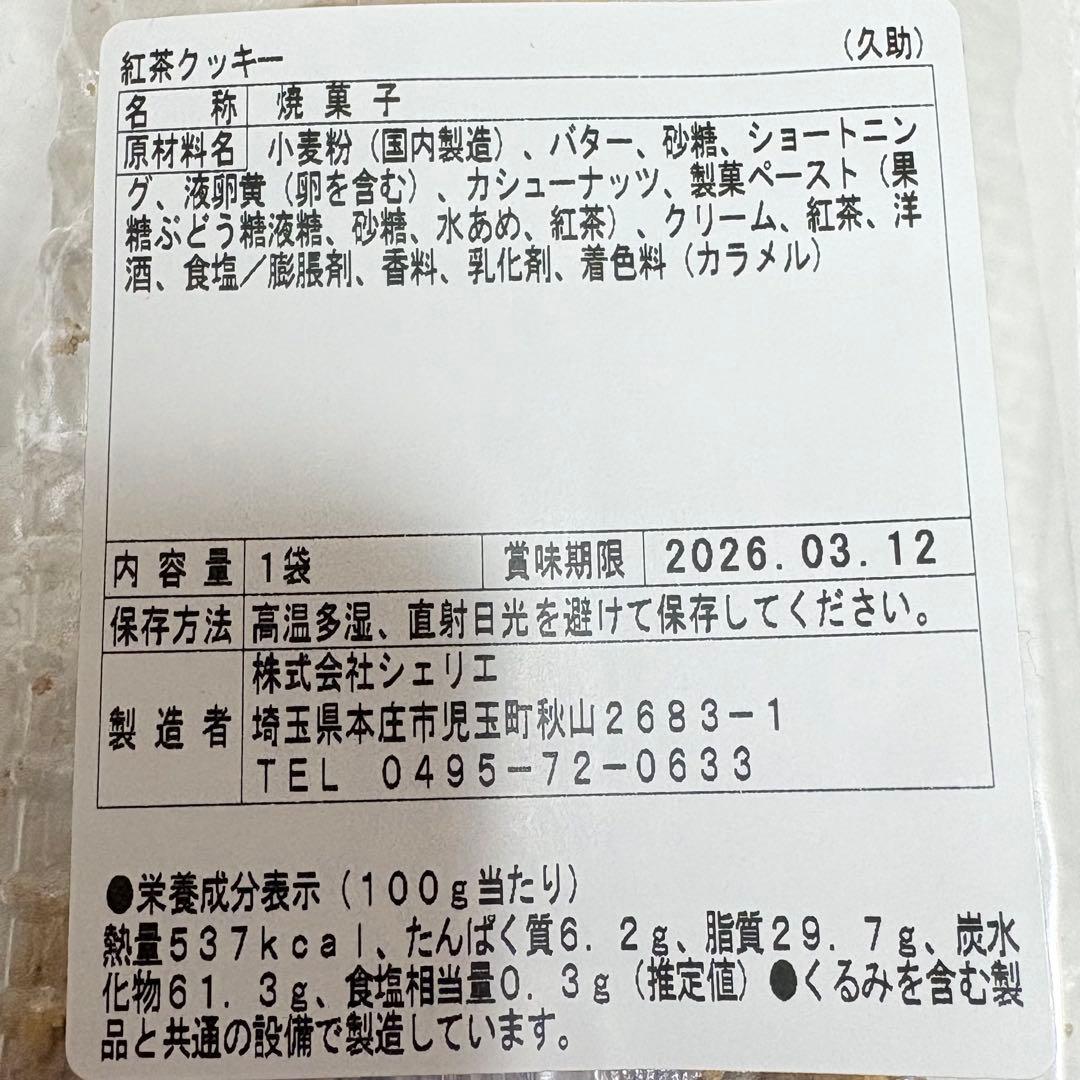 紅茶クッキー （久助）
名称 焼菓子
原材料名 小麦粉（国内製造）、バター、砂糖、ショートニン
グ、液卵黄（卵を含む）、カシューナッツ、製菓ペースト（果
糖ぶどう糖液糖、砂糖、水あめ、紅茶）、クリーム、紅茶、洋
酒、食塩／膨脹剤、香料、乳化剤、着色料（カラメル）
内容量 1袋 賞味期限 2026.03.12
保存方法 高温多湿、直射日光を避けて保存してください。
株式会社シェリエ
製造者 埼玉県本庄市児玉町秋山２６８３－１
ＴＥＬ ０４９５－７２－０６３３
●栄養成分表示（１００ｇ当たり）
熱量５３７ｋｃａｌ、たんぱく質６．２ｇ、脂質２９．７ｇ、炭水
化物６１．３ｇ、食塩相当量０．３ｇ（推定値）●くるみを含む製
品と共通の設備で製造しています。